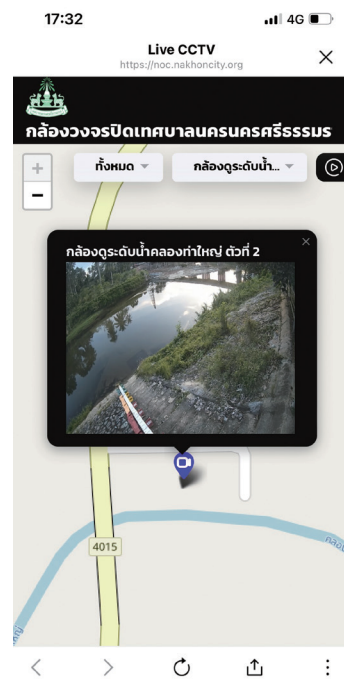 17:32
4G
Live CCTV
https://noc.nakhoncity.org
กล้องวงจรปิดเทศบาลนครนครศรีธรรมร
ทั้งหมด
กล้องดูระดับน้ำ...
กล้องดูระดับน้ำคลองท่าใหญ่ ตัวที่ 2
4015